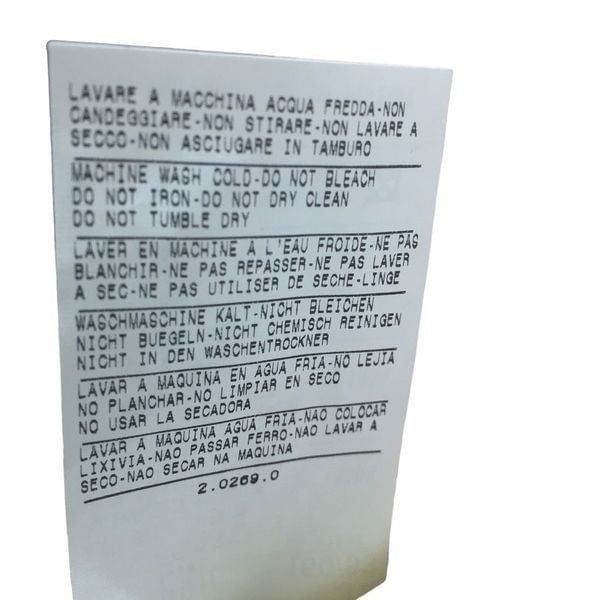 LAVARE A MACCHINA ACQUA FREDDA-NON
CANDEGGIARE-NON STIRARE-NON LAVARE A
SECCO-NON ASCIUGARE IN TAMBURO
MACHINE WASH COLD-DO NOT BLEACH
DO NOT IRON-DO NOT DRY CLEAN
DO NOT TUMBLE DRY
LAVER EN MACHINE A L'EAU FROIDE-NE PAS
BLANCHIR-NE PAS REPASSER-NE PAS LAVER
A SEC-NE PAS UTILISER DE SECHE-LINGE
WASCHMASCHINE KALT-NICHT BLEICHEN
NICHT BUEGELN-NICHT CHEMISCH REINIGEN
NICHT IN DEN WASCHENTROCKNER
LAVAR A MAQUINA EN AGUA FRIA-NO LEJIA
NO PLANCHAR-NO LIMPIAR EN SECO
NO USAR LA SECADORA
LAVAR A MAQUINA AGUA FRIA-NAO COLOCAR
LIXIVIA-NAO PASSAR FERRO-NAO LAVAR A
SECO-NAO SECAR NA MAQUINA
2.0269.0